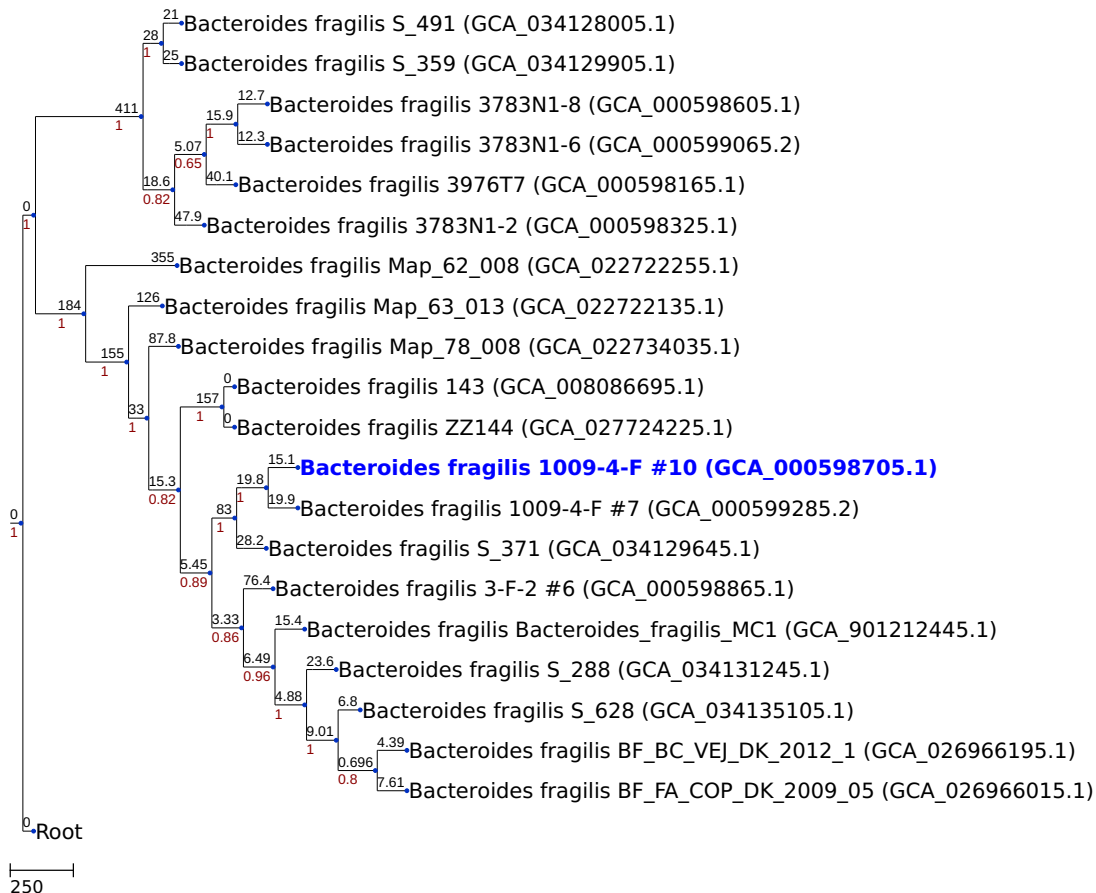 21
Bacteroides fragilis S_491 (GCA_034128005.1)
28
1
25
Bacteroides fragilis S_359 (GCA_034129905.1)
12.7
Bacteroides fragilis 3783N1-8 (GCA_000598605.1)
411
1
15.9
1
12.3
Bacteroides fragilis 3783N1-6 (GCA_000599065.2)
5.07
0.65
40.1
Bacteroides fragilis 3976T7 (GCA_000598165.1)
18.6
0.82
47.9
Bacteroides fragilis 3783N1-2 (GCA_000598325.1)
0
1
355
Bacteroides fragilis Map_62_008 (GCA_022722255.1)
184
1
126
Bacteroides fragilis Map_63_013 (GCA_022722135.1)
155
1
87.8
Bacteroides fragilis Map_78_008 (GCA_022734035.1)
0
Bacteroides fragilis 143 (GCA_008086695.1)
33
1
157
1
0
Bacteroides fragilis ZZ144 (GCA_027724225.1)
15.1
Bacteroides fragilis 1009-4-F #10 (GCA_000598705.1)
15.3
0.82
19.8
1
19.9
Bacteroides fragilis 1009-4-F #7 (GCA_000599285.2)
0
1
83
1
28.2
Bacteroides fragilis S_371 (GCA_034129645.1)
5.45
0.89
76.4
Bacteroides fragilis 3-F-2 #6 (GCA_000598865.1)
3.33
0.86
15.4
Bacteroides fragilis Bacteroides_fragilis_MC1 (GCA_901212445.1)
6.49
0.96
23.6
Bacteroides fragilis S_288 (GCA_034131245.1)
4.88
1
6.8
Bacteroides fragilis S_628 (GCA_034135105.1)
9.01
1
4.39
Bacteroides fragilis BF_BC_VEJ_DK_2012_1 (GCA_026966195.1)
0.696
0.8
7.61
Bacteroides fragilis BF_FA_COP_DK_2009_05 (GCA_026966015.1)
0
Root
250